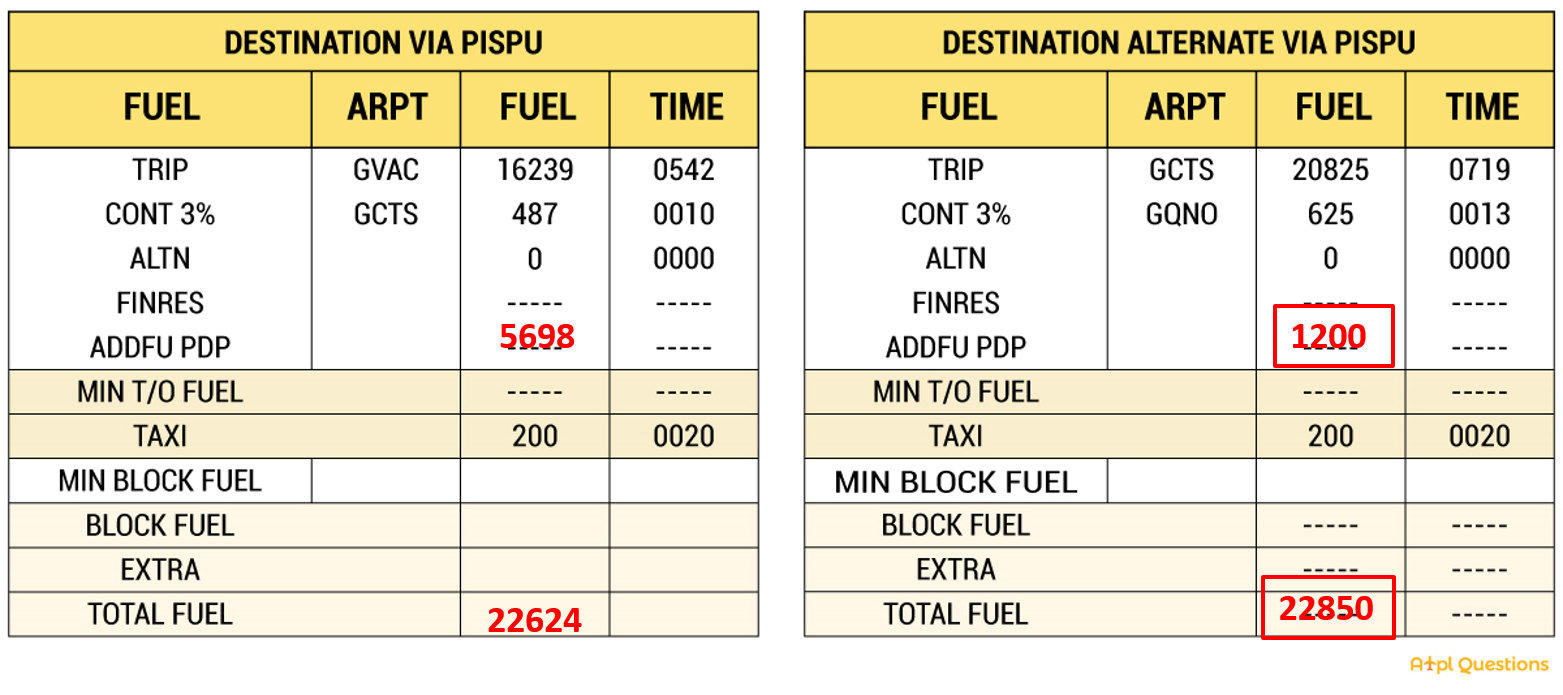 DESTINATION VIA PISPU
FUEL ARPT FUEL TIME
TRIP GVAC 16239 0542
CONT 3% GCTS 487 0010
ALTN 0 0000
FINRES ----- -----
5698
ADDFU PDP ----- -----
MIN T/O FUEL ----- -----
TAXI 200 0020
MIN BLOCK FUEL
BLOCK FUEL
EXTRA
TOTAL FUEL 22624
DESTINATION ALTERNATE VIA PISPU
FUEL ARPT FUEL TIME
TRIP GCTS 20825 0719
CONT 3% GQNO 625 0013
ALTN 0 0000
FINRES ----- -----
1200
ADDFU PDP ----- -----
MIN T/O FUEL ----- -----
TAXI 200 0020
MIN BLOCK FUEL
BLOCK FUEL ----- -----
EXTRA ----- -----
TOTAL FUEL 22850 -----
Atpl Questions